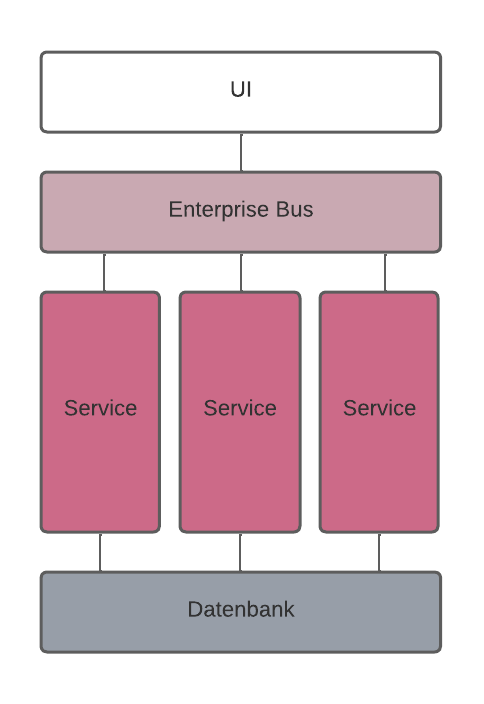 UI
Enterprise Bus
Service
Service
Service
Datenbank